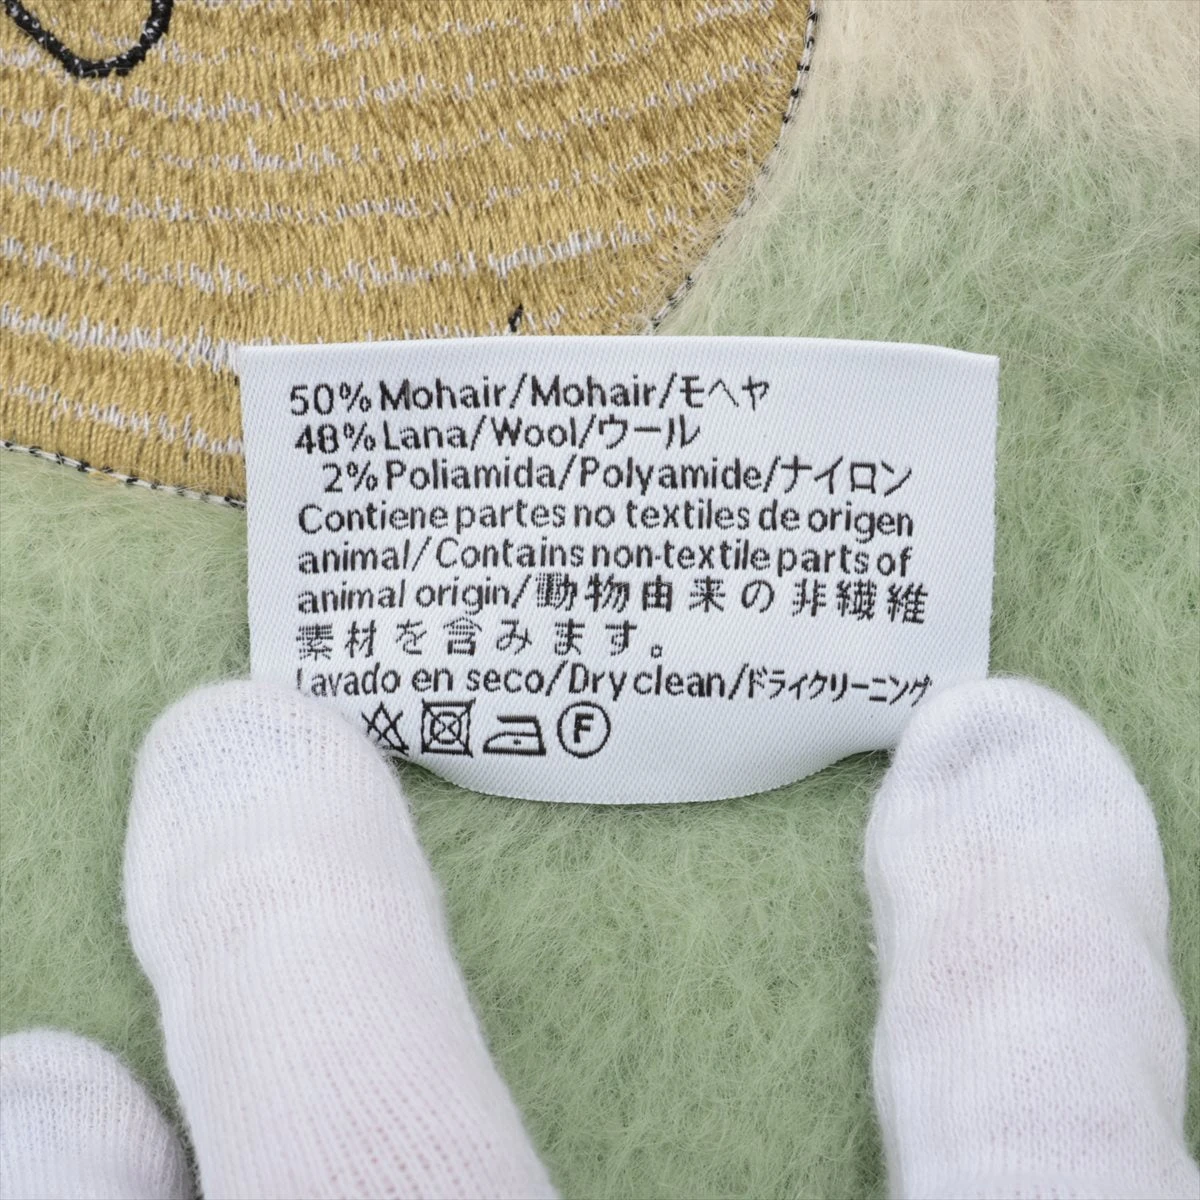 50% Mohair/Mohair/モヘヤ
48% Lana/Wool/ウール
2% Poliamida/Polyamide/ナイロン
Contiene partes no textiles de origen
animal/Contains non-textile parts of
animal origin/動物由来の非繊維
素材を含みます。
Lavado en seco/Dry clean/ドライクリーニング
F